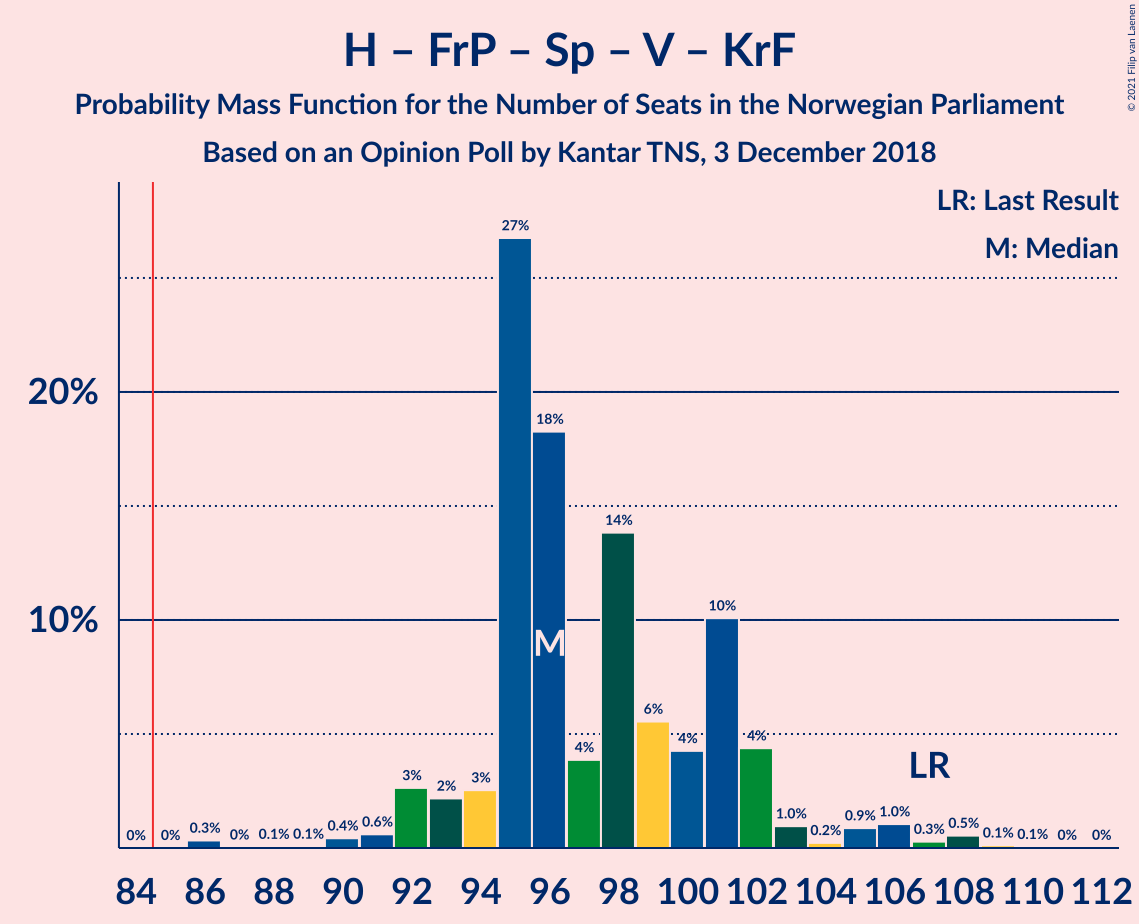 H – FrP – Sp – V – KrF
Probability Mass Function for the Number of Seats in the Norwegian Parliament
Based on an Opinion Poll by Kantar TNS, 3 December 2018
© 2021 Filip van Laenen
LR: Last Result
M: Median
20%
10%
0% 0% 0.3% 0% 0.1% 0.1% 0.4% 0.6% 3% 2% 3% 27% 18% 4% 14% 6% 4% 10% 4% 1.0% 0.2% 0.9% 1.0% 0.3% 0.5% 0.1% 0.1% 0% 0%
M
LR
84 86 88 90 92 94 96 98 100 102 104 106 108 110 112